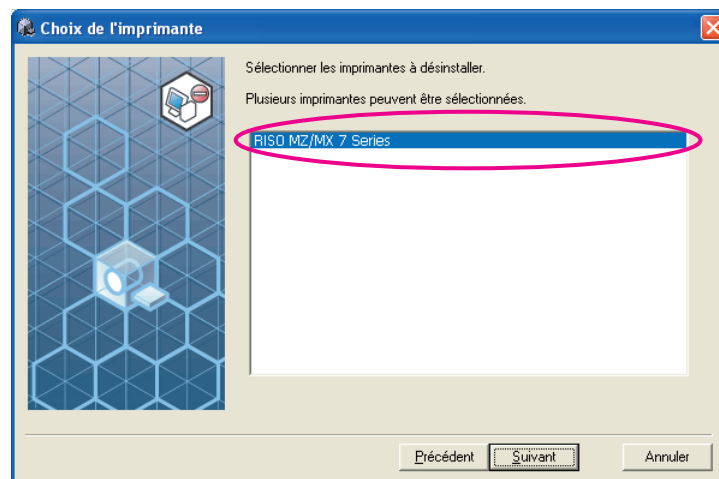 Choix de l'imprimante
Sélectionner les imprimantes à désinstaller.
Plusieurs imprimantes peuvent être sélectionnées.
RISO MZ/MX 7 Series
Précédent
Suivant
Annuler